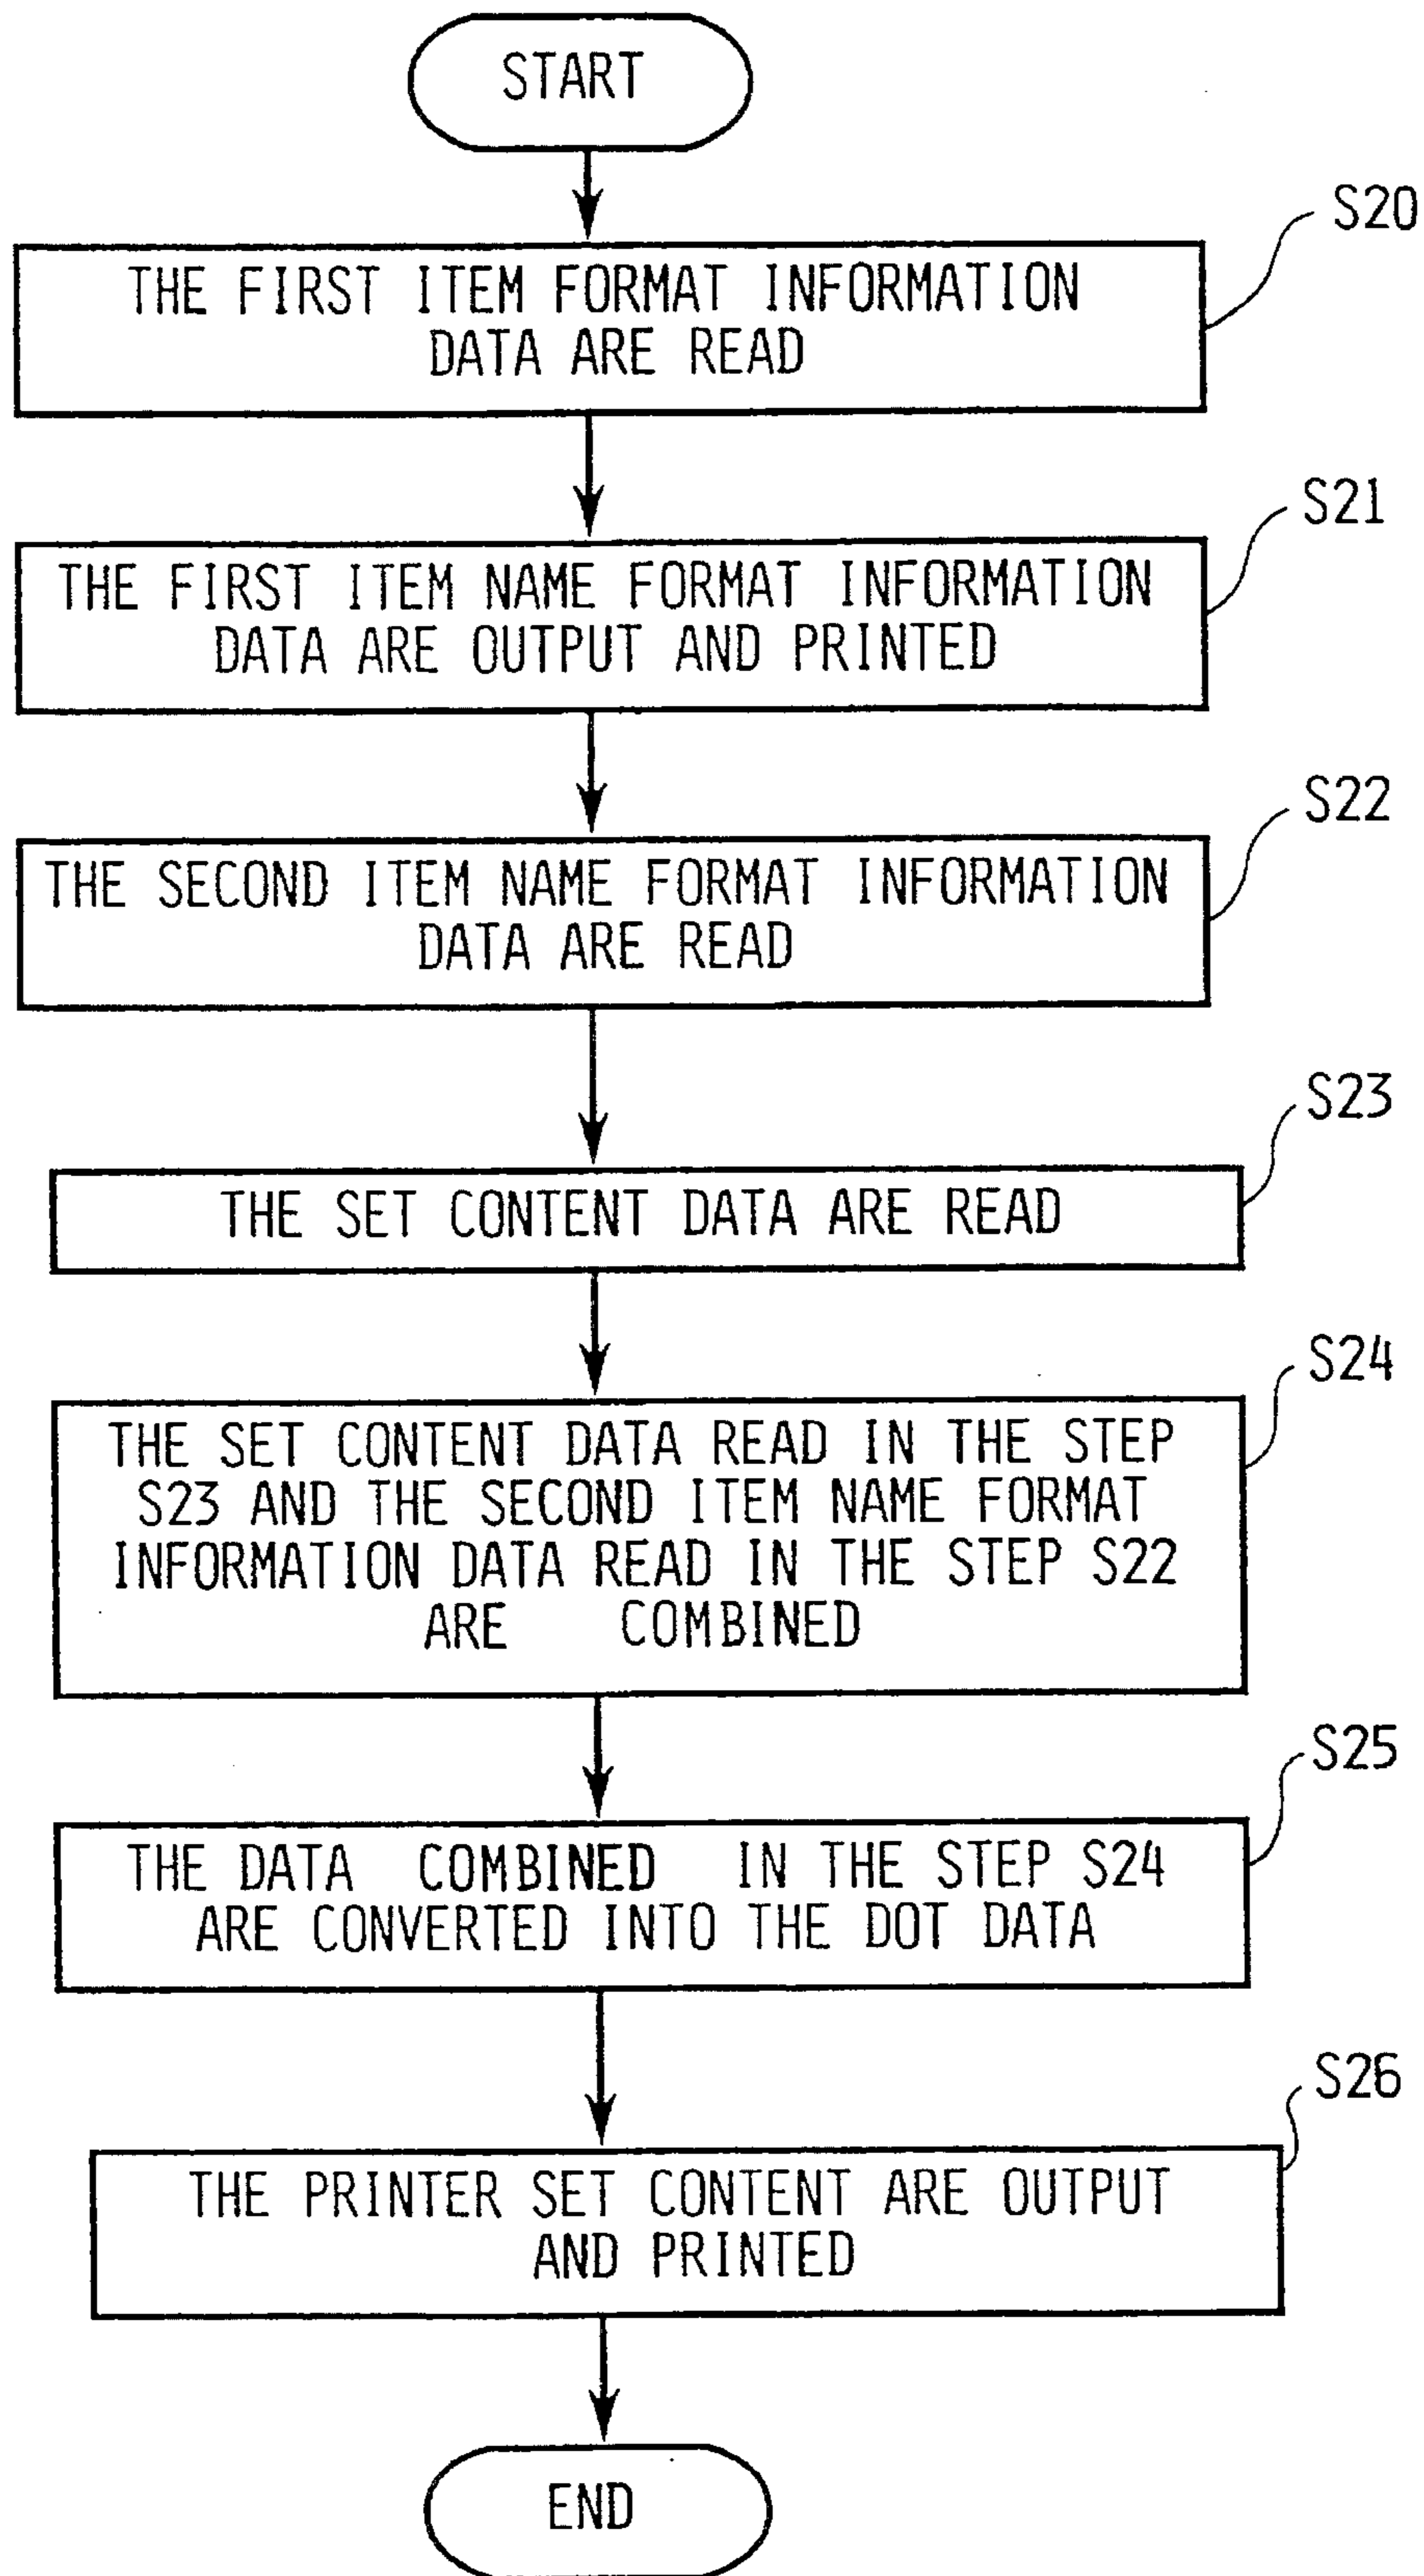 START
S20
THE FIRST ITEM FORMAT INFORMATION
DATA ARE READ
S21
THE FIRST ITEM NAME FORMAT INFORMATION
DATA ARE OUTPUT AND PRINTED
S22
THE SECOND ITEM NAME FORMAT INFORMATION
DATA ARE READ
S23
THE SET CONTENT DATA ARE READ
S24
THE SET CONTENT DATA READ IN THE STEP
S23 AND THE SECOND ITEM NAME FORMAT
INFORMATION DATA READ IN THE STEP S22
ARE COMBINED
S25
THE DATA COMBINED IN THE STEP S24
ARE CONVERTED INTO THE DOT DATA
S26
THE PRINTER SET CONTENT ARE OUTPUT
AND PRINTED
END